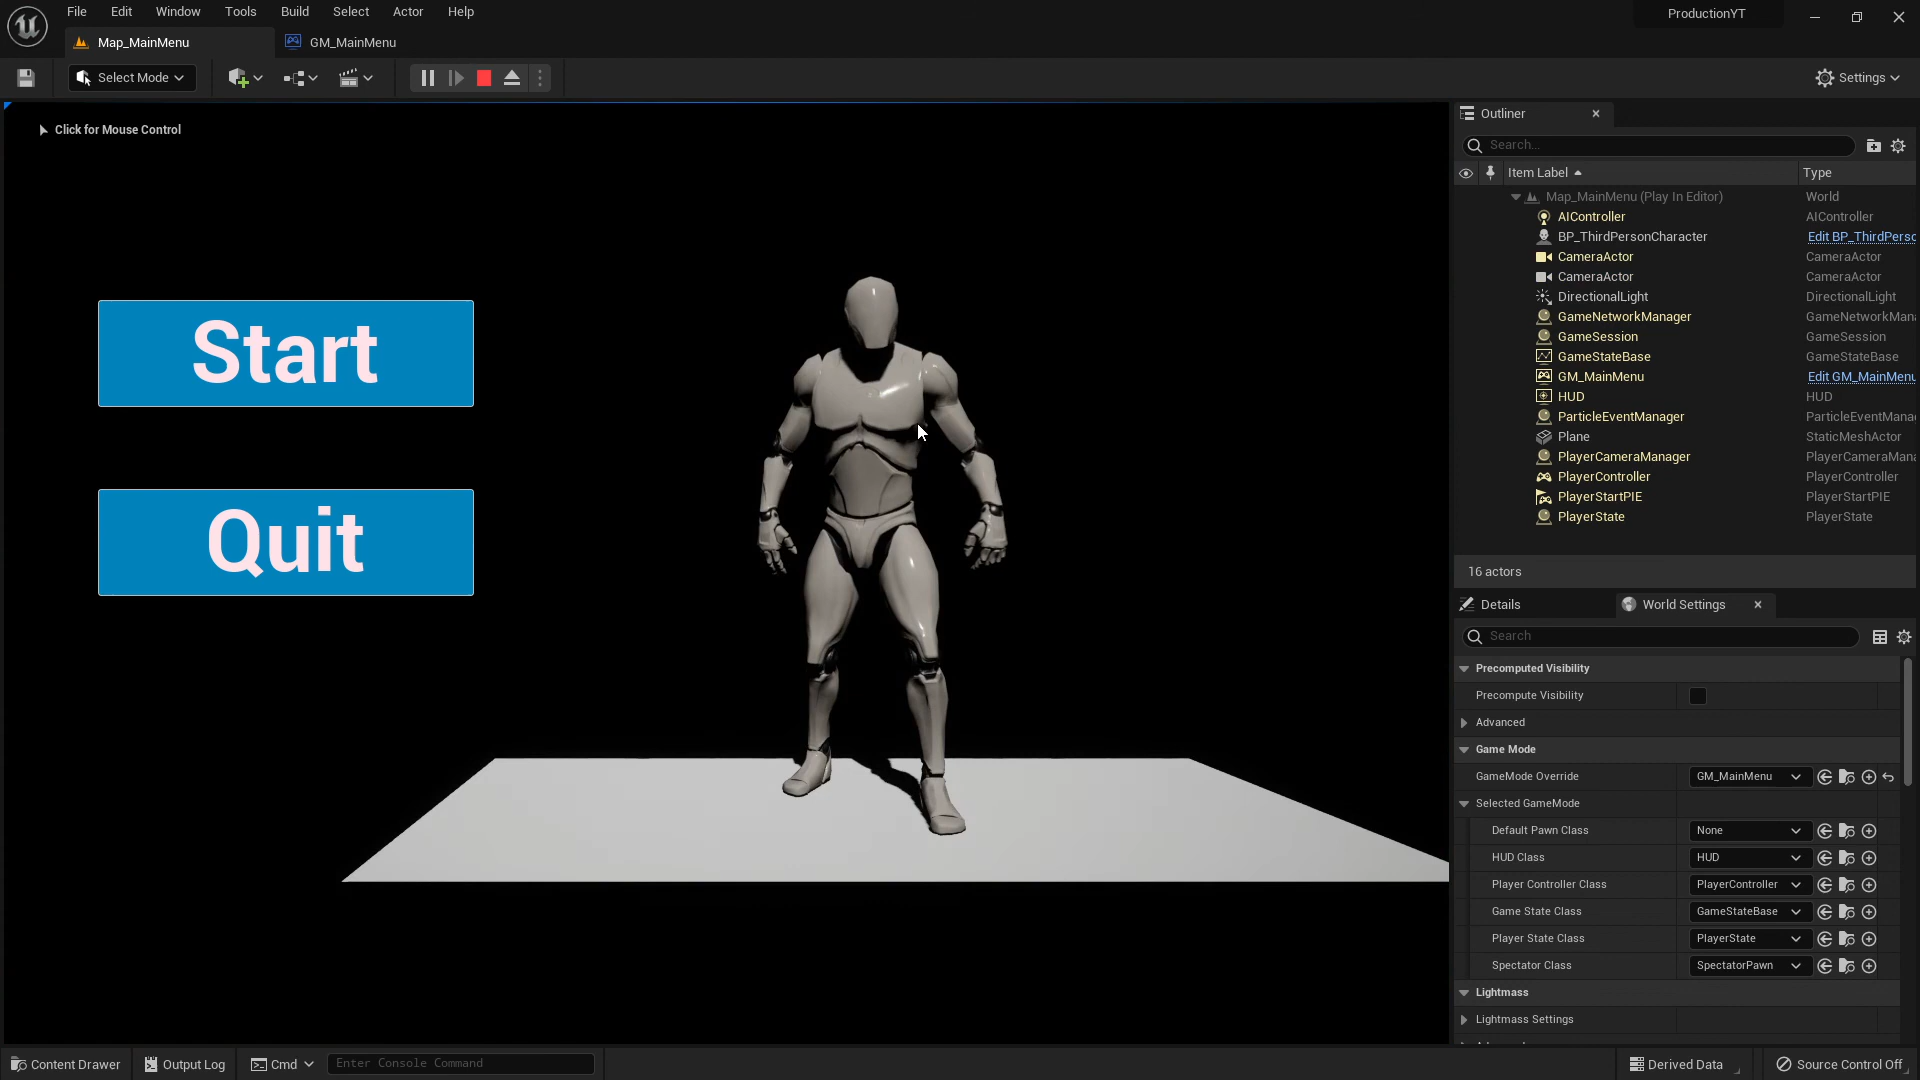 File Edit Window Tools Build Select Actor Help
ProductionYT
Map_MainMenu
GM_MainMenu
Select Mode
Settings
Click for Mouse Control
Start
Quit
Outliner
Search...
Item Label
Type
Map_MainMenu (Play In Editor) World
AIController AIController
BP_ThirdPersonCharacter Edit BP_ThirdPerso
CameraActor CameraActor
CameraActor CameraActor
DirectionalLight DirectionalLight
GameNetworkManager GameNetworkMana
GameSession GameSession
GameStateBase GameStateBase
GM_MainMenu Edit GM_MainMenu
HUD HUD
ParticleEventManager ParticleEventMana
Plane StaticMeshActor
PlayerCameraManager PlayerCameraMana
PlayerController PlayerController
PlayerStartPIE PlayerStartPIE
PlayerState PlayerState
16 actors
Details
World Settings
Search
Precomputed Visibility
Precompute Visibility
Advanced
Game Mode
GameMode Override GM_MainMenu
Selected GameMode
Default Pawn Class None
HUD Class HUD
Player Controller Class PlayerController
Game State Class GameStateBase
Player State Class PlayerState
Spectator Class SpectatorPawn
Lightmass
Lightmass Settings
Content Drawer
Output Log
Cmd
Enter Console Command
Derived Data
Source Control Off